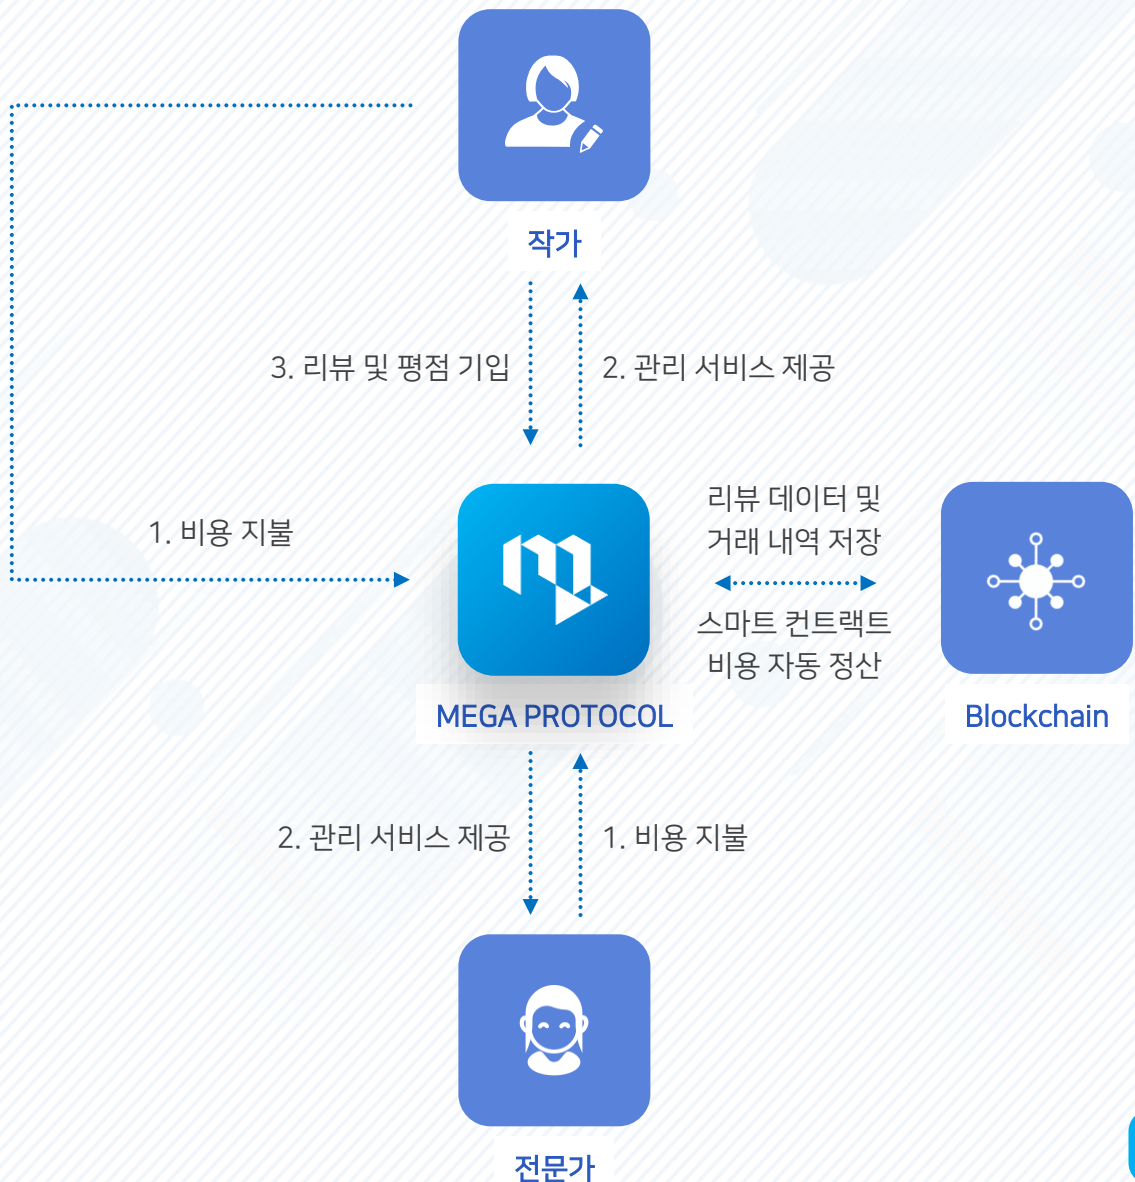 작가
3. 리뷰 및 평점 기입
2. 관리 서비스 제공
1. 비용 지불
리뷰 데이터 및
거래 내역 저장
스마트 컨트랙트
비용 자동 정산
MEGA PROTOCOL
Blockchain
2. 관리 서비스 제공
1. 비용 지불
전문가